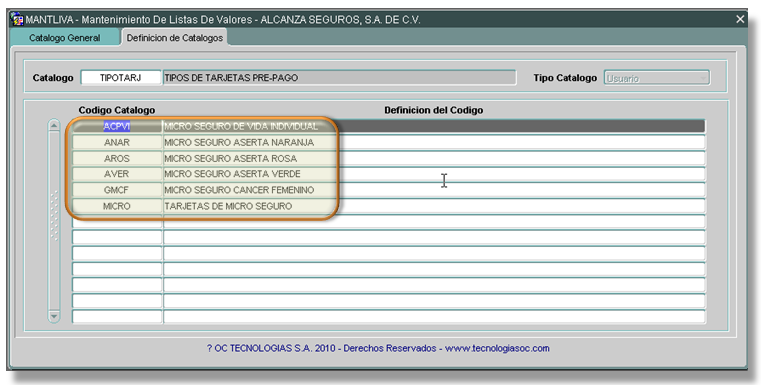 MANTLIVA - Mantenimiento De Listas De Valores - ALCANZA SEGUROS, S.A. DE C.V.
Catalogo General Definicion de Catalogos
Catalogo TIPOTARJ TIPOS DE TARJETAS PRE-PAGO Tipo Catalogo Usuario
Codigo Catalogo Definicion del Codigo
ACPVI MICRO SEGURO DE VIDA INDIVIDUAL
ANAR MICRO SEGURO ASERTA NARANJA
AROS MICRO SEGURO ASERTA ROSA
AVER MICRO SEGURO ASERTA VERDE
GMCF MICRO SEGURO CANCER FEMENINO
MICRO TARJETAS DE MICRO SEGURO
? OC TECNOLOGIAS S.A. 2010 - Derechos Reservados - www.tecnologiasoc.com